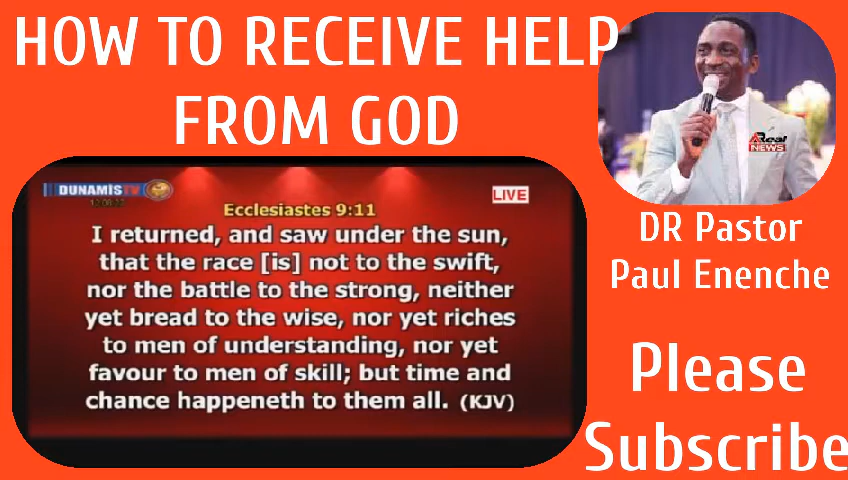 HOW TO RECEIVE HELP
FROM GOD
DUNAMIS TV
LIVE
Ecclesiastes 9:11
I returned, and saw under the sun,
that the race [is] not to the swift,
nor the battle to the strong, neither
yet bread to the wise, nor yet riches
to men of understanding, nor yet
favour to men of skill; but time and
chance happeneth to them all. (KJV)
AReal
NEWS
DR Pastor
Paul Enenche
Please
Subscribe